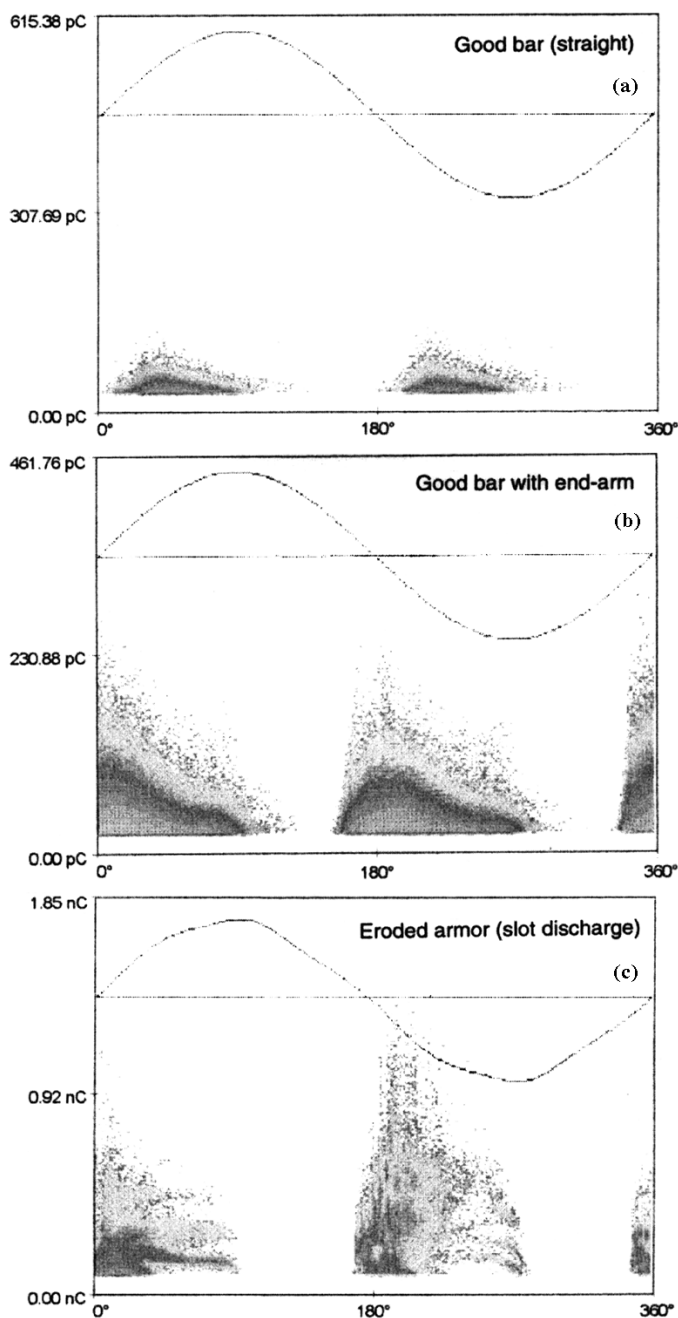 615.38 pC
Good bar (straight)
(a)
307.69 pC
0.00 pC
0° 180° 360°
461.76 pC
Good bar with end-arm
(b)
230.88 pC
0.00 pC
0° 180° 360°
1.85 nC
Eroded armor (slot discharge)
(c)
0.92 nC
0.00 nC
0° 180° 360°